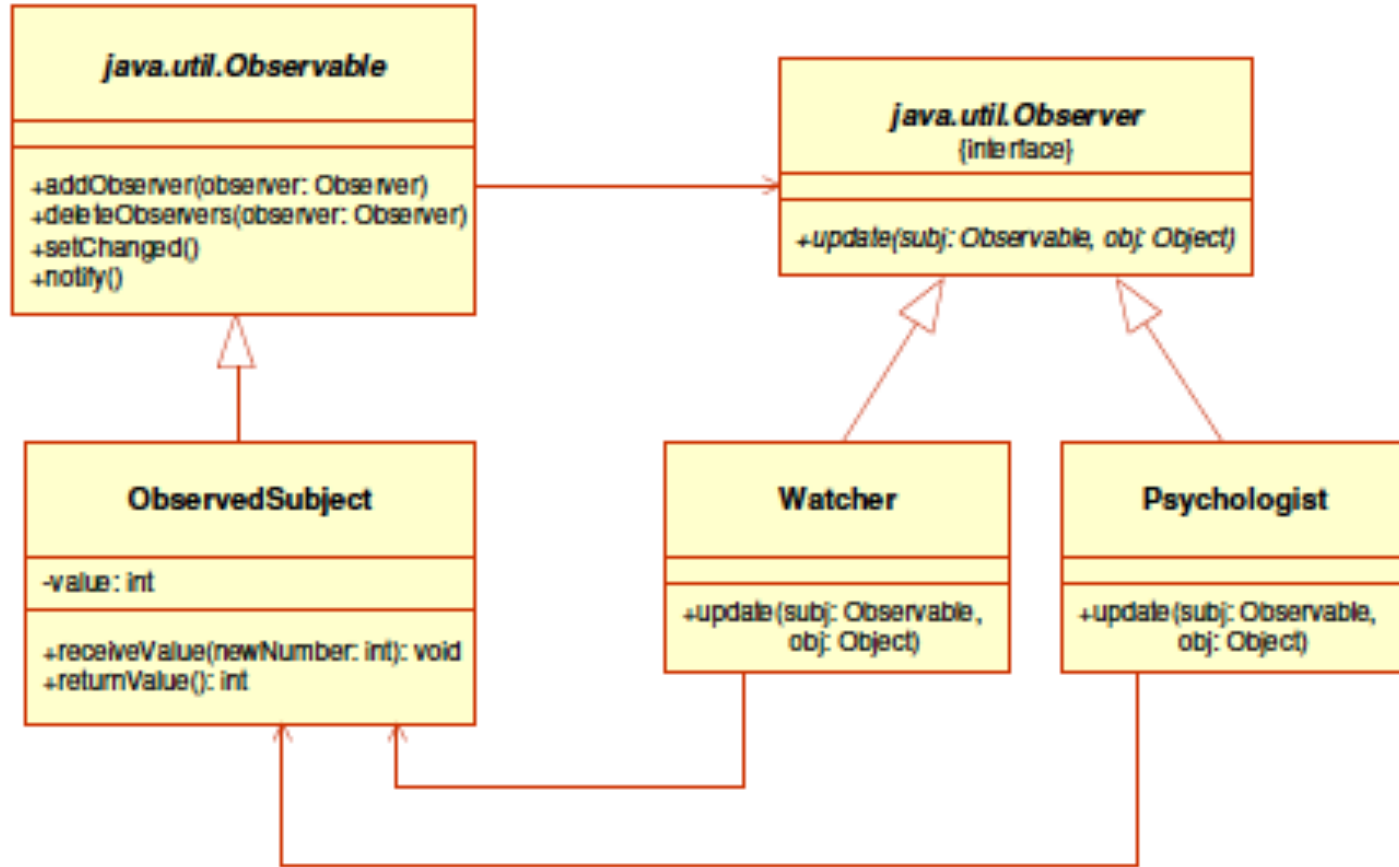 java.util.Observable
+addObserver(observer: Observer)
+deleteObservers(observer: Observer)
+setChanged()
+notify()
java.util.Observer
{interface}
+update(subj: Observable, obj: Object)
ObservedSubject
-value: int
+receiveValue(newNumber: int): void
+returnValue(): int
Watcher
+update(subj: Observable,
obj: Object)
Psychologist
+update(subj: Observable,
obj: Object)